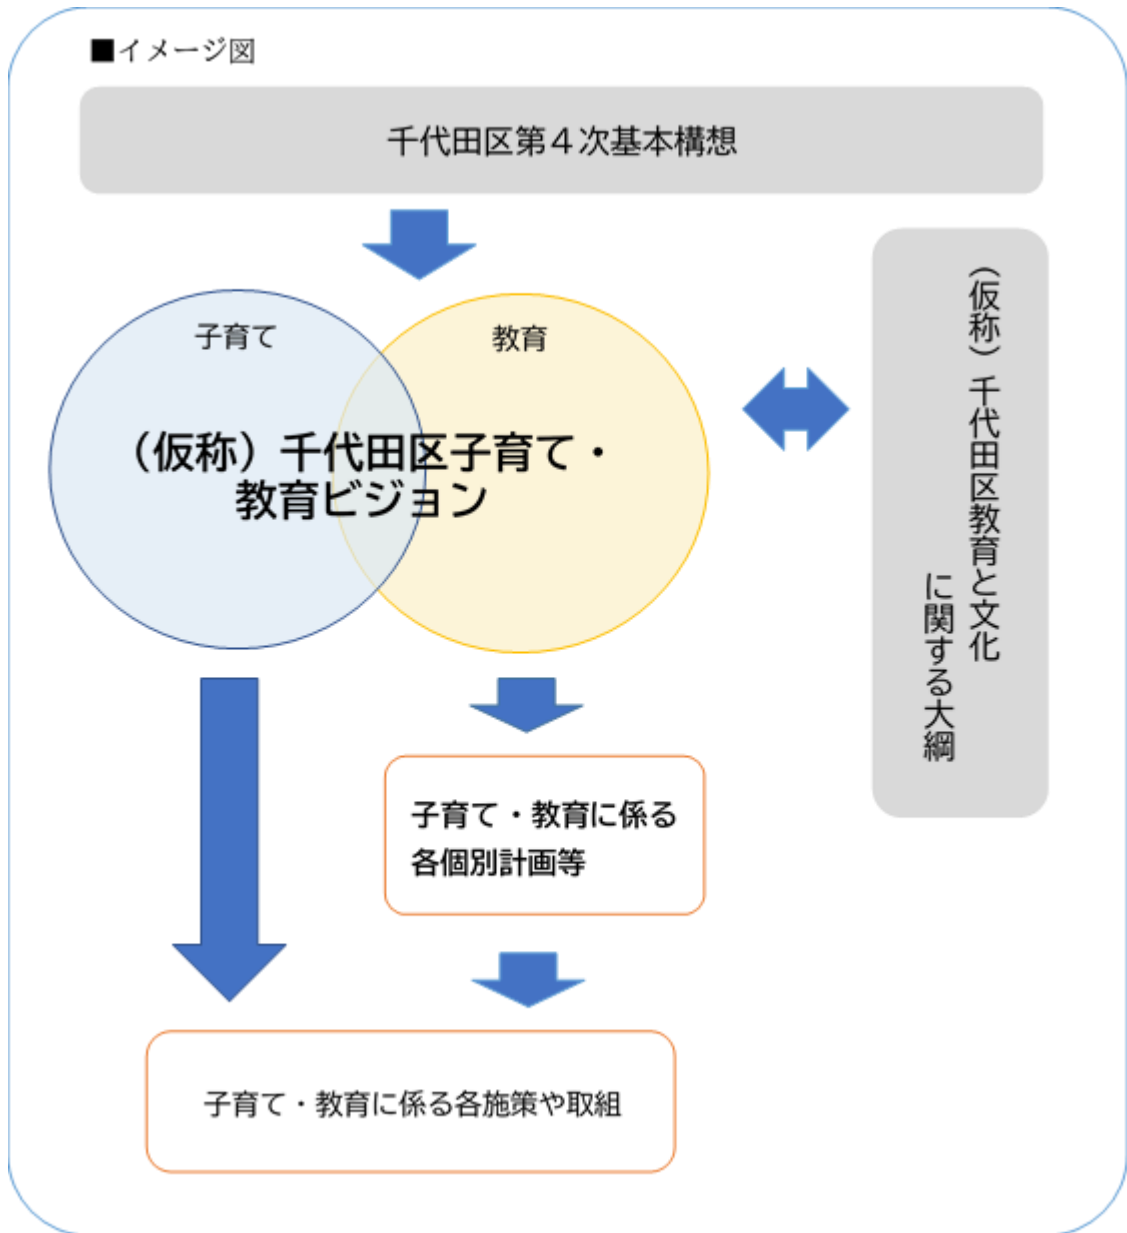 ■イメージ図
千代田区第４次基本構想
子育て
教育
（仮称）千代田区子育て・
教育ビジョン
（仮称）千代田区教育と文化
に関する大綱
子育て・教育に係る
各個別計画等
子育て・教育に係る各施策や取組